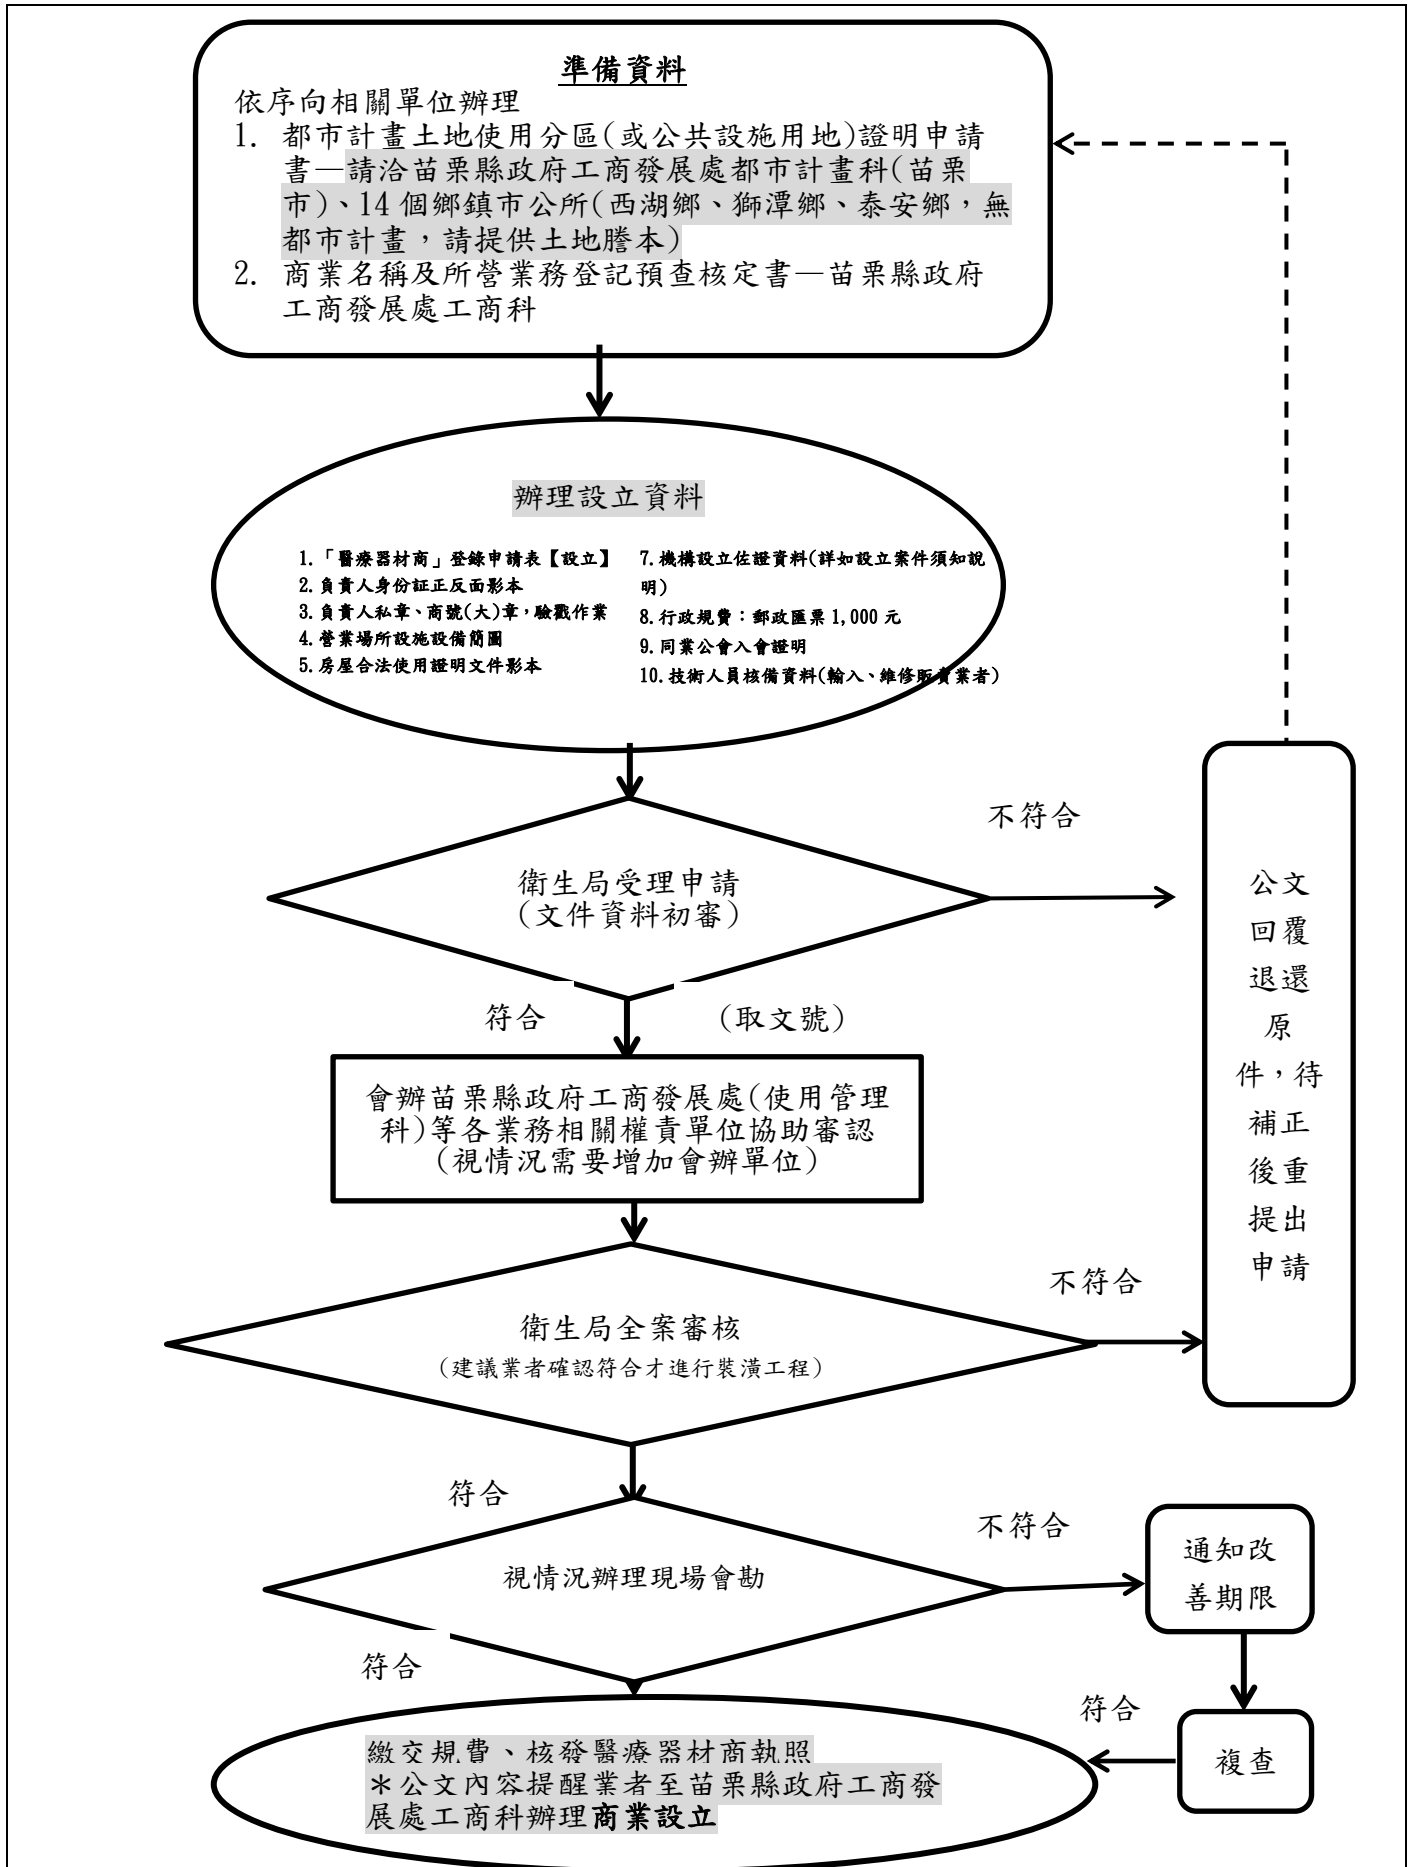 準備資料
依序向相關單位辦理
1. 都市計畫土地使用分區(或公共設施用地)證明申請
書—請洽苗栗縣政府工商發展處都市計畫科(苗栗
市)、14 個鄉鎮市公所(西湖鄉、獅潭鄉、泰安鄉，無
都市計畫，請提供土地謄本)
2. 商業名稱及所營業務登記預查核定書—苗栗縣政府
工商發展處工商科
辦理設立資料
1.「醫療器材商」登錄申請表【設立】
2.負責人身份証正反面影本
3.負責人私章、商號(大)章，驗戳作業
4.營業場所設施設備簡圖
5.房屋合法使用證明文件影本
7.機構設立佐證資料(詳如設立案件須知說
明)
8.行政規費：郵政匯票 1,000 元
9.同業公會入會證明
10.技術人員核備資料(輸入、維修販賣業者)
不符合
衛生局受理申請
(文件資料初審)
符合
(取文號)
公文
回覆
退還
原
件，待
補正
後重
提出
申請
會辦苗栗縣政府工商發展處(使用管理
科)等各業務相關權責單位協助審認
(視情況需要增加會辦單位)
不符合
衛生局全案審核
(建議業者確認符合才進行裝潢工程)
符合
不符合
視情況辦理現場會勘
通知改
善期限
符合
符合
複查
繳交規費、核發醫療器材商執照
＊公文內容提醒業者至苗栗縣政府工商發
展處工商科辦理商業設立